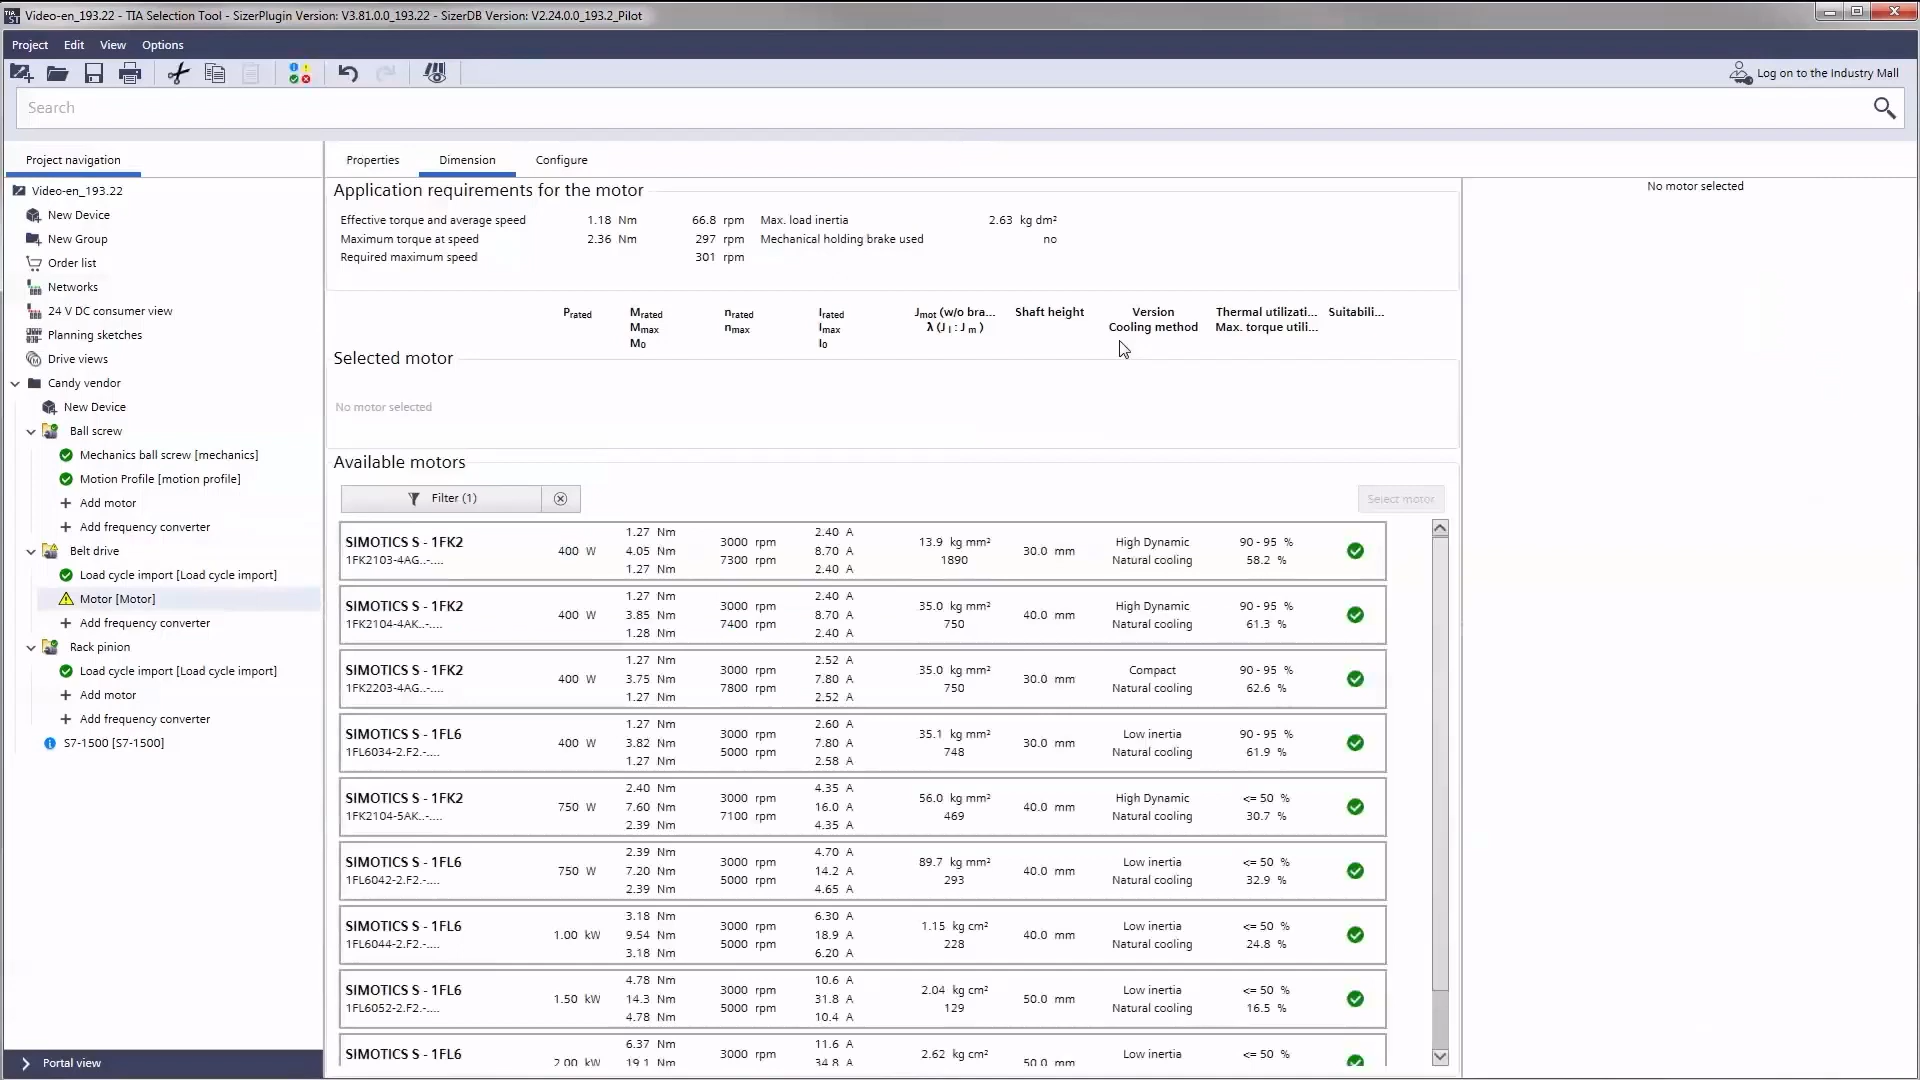 Video-en_193.22 - TIA Selection Tool - SizerPlugin Version: V3.81.0.0_193.22 - SizerDB Version: V2.24.0.0_193.2_Pilot
Project Edit View Options
Log on to the Industry Mall
Search
Project navigation
Video-en_193.22
New Device
New Group
Order list
Networks
24 V DC consumer view
Planning sketches
Drive views
Candy vendor
New Device
Ball screw
Mechanics ball screw [mechanics]
Motion Profile [motion profile]
Add motor
Add frequency converter
Belt drive
Load cycle import [Load cycle import]
Motor [Motor]
Add frequency converter
Rack pinion
Load cycle import [Load cycle import]
Add motor
Add frequency converter
S7-1500 [S7-1500]
Portal view
Properties Dimension Configure
Application requirements for the motor
Effective torque and average speed 1.18 Nm 66.8 rpm Max. load inertia 2.63 kg dm²
Maximum torque at speed 2.36 Nm 297 rpm Mechanical holding brake used no
Required maximum speed 301 rpm
Prated Mrated nrated Irated Jmot (w/o bra... Shaft height Version Thermal utilizati... Suitabili...
Mmax nmax Imax λ (J l : J m ) Cooling method Max. torque utili...
M0 I0
Selected motor
No motor selected
Available motors
Filter (1) Select motor
SIMOTICS S - 1FK2
1FK2103-4AG..-....
400 W
1.27 Nm
4.05 Nm
1.27 Nm
3000 rpm
7300 rpm
2.40 A
8.70 A
2.40 A
13.9 kg mm²
1890
30.0 mm
High Dynamic
Natural cooling
90 - 95 %
58.2 %
SIMOTICS S - 1FK2
1FK2104-4AK..-....
400 W
1.27 Nm
3.85 Nm
1.28 Nm
3000 rpm
7400 rpm
2.40 A
8.70 A
2.40 A
35.0 kg mm²
750
40.0 mm
High Dynamic
Natural cooling
90 - 95 %
61.3 %
SIMOTICS S - 1FK2
1FK2203-4AG..-....
400 W
1.27 Nm
3.75 Nm
1.27 Nm
3000 rpm
7800 rpm
2.52 A
7.80 A
2.52 A
35.0 kg mm²
750
30.0 mm
Compact
Natural cooling
90 - 95 %
62.6 %
SIMOTICS S - 1FL6
1FL6034-2.F2.-....
400 W
1.27 Nm
3.82 Nm
1.27 Nm
3000 rpm
5000 rpm
2.60 A
7.80 A
2.58 A
35.1 kg mm²
748
30.0 mm
Low inertia
Natural cooling
90 - 95 %
61.9 %
SIMOTICS S - 1FK2
1FK2104-5AK..-....
750 W
2.40 Nm
7.60 Nm
2.39 Nm
3000 rpm
7100 rpm
4.35 A
16.0 A
4.35 A
56.0 kg mm²
469
40.0 mm
High Dynamic
Natural cooling
<= 50 %
30.7 %
SIMOTICS S - 1FL6
1FL6042-2.F2.-....
750 W
2.39 Nm
7.20 Nm
2.39 Nm
3000 rpm
5000 rpm
4.70 A
14.2 A
4.65 A
89.7 kg mm²
293
40.0 mm
Low inertia
Natural cooling
<= 50 %
32.9 %
SIMOTICS S - 1FL6
1FL6044-2.F2.-....
1.00 kW
3.18 Nm
9.54 Nm
3.18 Nm
3000 rpm
5000 rpm
6.30 A
18.9 A
6.20 A
1.15 kg cm²
228
40.0 mm
Low inertia
Natural cooling
<= 50 %
24.8 %
SIMOTICS S - 1FL6
1FL6052-2.F2.-....
1.50 kW
4.78 Nm
14.3 Nm
4.78 Nm
3000 rpm
5000 rpm
10.6 A
31.8 A
10.4 A
2.04 kg cm²
129
50.0 mm
Low inertia
Natural cooling
<= 50 %
16.5 %
SIMOTICS S - 1FL6
2.00 kW
6.37 Nm
19.1 Nm
3000 rpm
11.6 A
34.8 A
2.62 kg cm²
50.0 mm
Low inertia
<= 50 %
No motor selected